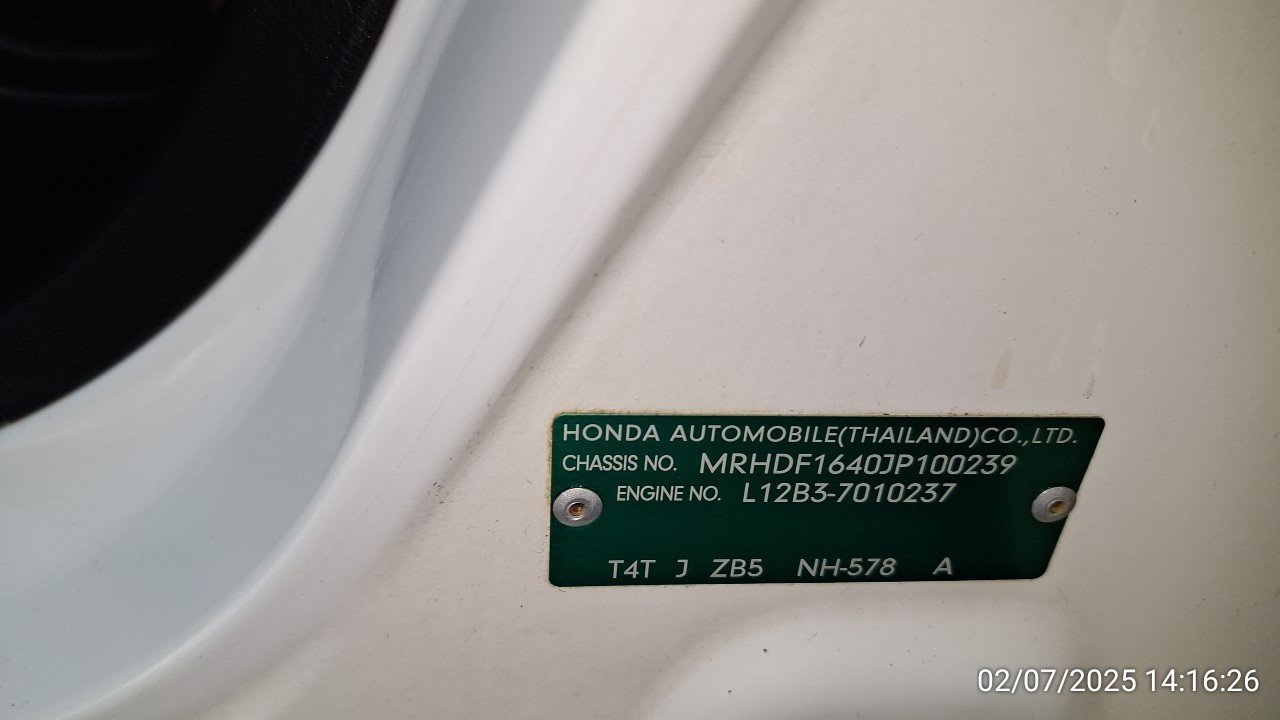 HONDA AUTOMOBILE(THAILAND)CO.,LTD.
CHASSIS NO. MRHDF1640JP100239
ENGINE NO. L12B3-7010237
T4T J ZB5 NH-578 A
02/07/2025 14:16:26